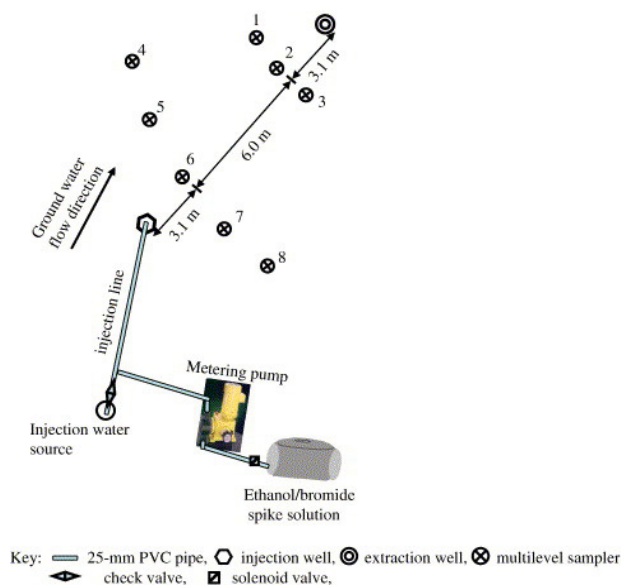 1
2
3.1 m
4
3
5
6.0 m
6
Ground water
flow direction
7
3.1 m
8
injection line
Metering pump
Injection water
source
Ethanol/bromide
spike solution
Key: 25-mm PVC pipe, injection well, extraction well, multilevel sampler
check valve, solenoid valve,